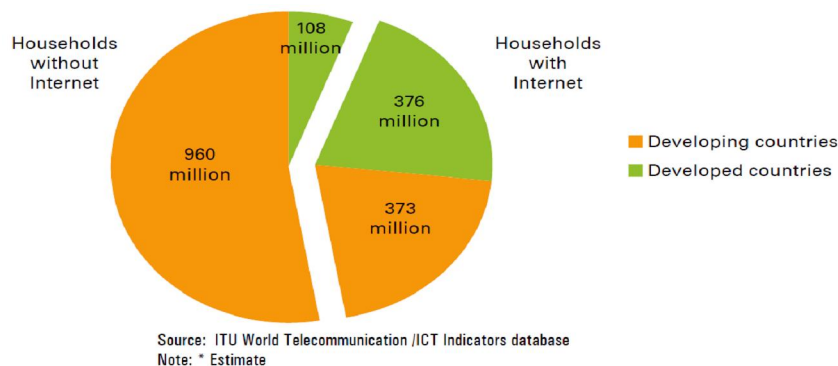 Households
without
Internet
108
million
Households
with
Internet
376
million
960
million
373
million
Developing countries
Developed countries
Source: ITU World Telecommunication /ICT Indicators database
Note: * Estimate